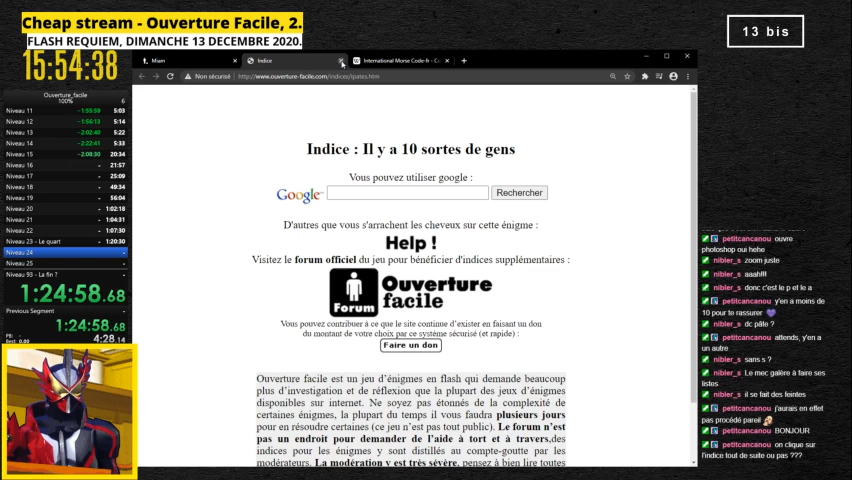 Cheap stream - Ouverture Facile, 2.
FLASH REQUIEM, DIMANCHE 13 DECEMBRE 2020.
15:54:38
13 bis
Ouverture_facile
100% 6
Niveau 11 -1:55:59 5:03
Niveau 12 -1:56:13 5:14
Niveau 13 -2:02:40 5:22
Niveau 14 -2:22:41 5:33
Niveau 15 -2:08:30 20:34
Niveau 16 - 21:57
Niveau 17 - 25:09
Niveau 18 - 49:34
Niveau 19 - 56:04
Niveau 20 - 1:02:18
Niveau 21 - 1:04:31
Niveau 22 - 1:07:30
Niveau 23 - Le quart - 1:20:30
Niveau 24 -
Niveau 25 -
Niveau 93 - La fin ? -
1:24:58.68
Previous Segment -
1:24:58.68
PB: -
Best: 0.00
4:28.14
Miam
Indice
International Morse Code-fr - C
Non sécurisé | http://www.ouverture-facile.com/indices/ipates.htm
Indice : Il y a 10 sortes de gens
Vous pouvez utiliser google :
Google
Rechercher
D'autres que vous s'arrachent les cheveux sur cette énigme :
Help !
Visitez le forum officiel du jeu pour bénéficier d'indices supplémentaires :
Forum
Ouverture
facile
Vous pouvez contribuer à ce que le site continue d'exister en faisant un don
du montant de votre choix par ce système sécurisé (et rapide) :
Faire un don
Ouverture facile est un jeu d'énigmes en flash qui demande beaucoup
plus d'investigation et de réflexion que la plupart des jeux d'énigmes
disponibles sur internet. Ne soyez pas étonnés de la complexité de
certaines énigmes, la plupart du temps il vous faudra plusieurs jours
pour en résoudre certaines (ce jeu n'est pas tout public). Le forum n'est
pas un endroit pour demander de l'aide à tort et à travers,des
indices pour les énigmes y sont distillés au compte-goutte par les
modérateurs. La modération y est très sévère, pensez à bien lire toutes
petitcancanou : ouvre
photoshop oui hehe
nibler_s : zoom juste
nibler_s : aaah!!!
nibler_s : donc c'est le p et le a
petitcancanou : y'en a moins de
10 pour te rassurer
nibler_s : dc pâte ?
petitcancanou : attends, y'en a
un autre
nibler_s : sans s ?
nibler_s : Le mec galère à faire ses
listes
nibler_s : il se fait des feintes
petitcancanou : j'aurais en effet
pas procédé pareil
petitcancanou : BONJOUR
petitcancanou : on clique sur
l'indice tout de suite ou pas ???